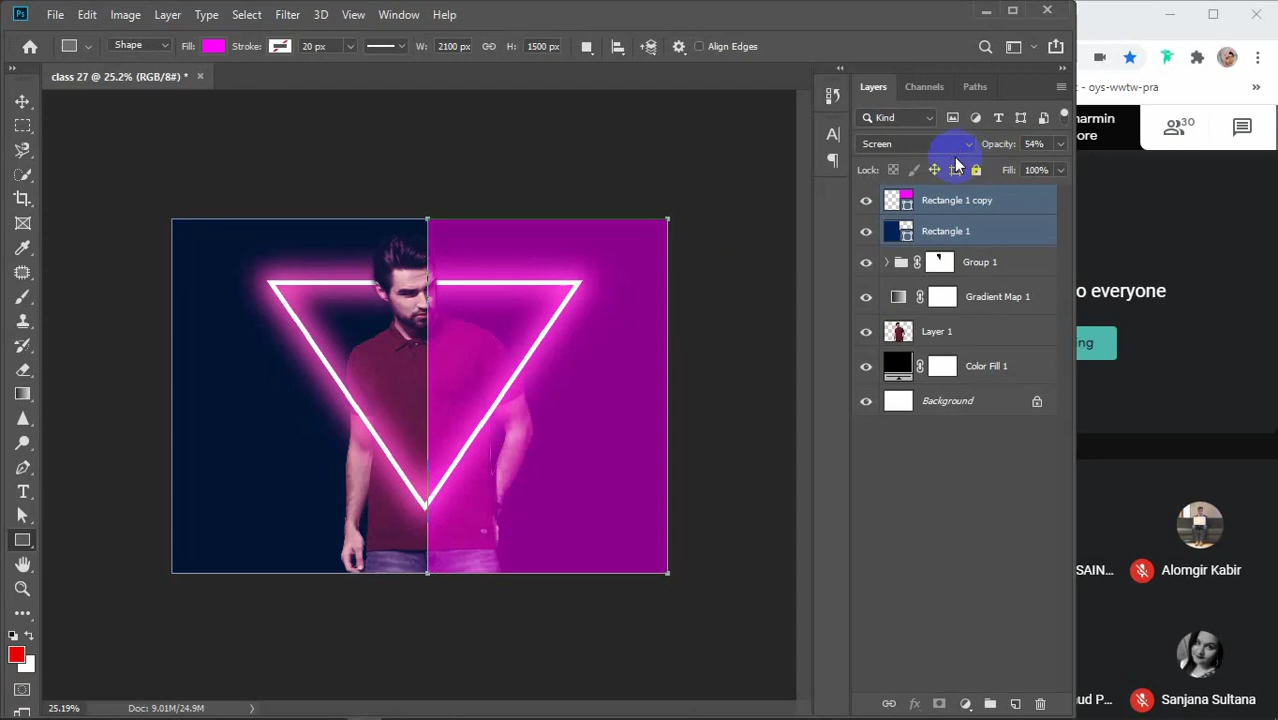 Ps File Edit Image Layer Type Select Filter 3D View Window Help
Shape Fill: Stroke: 20 px W: 2100 px H: 1500 px Align Edges
class 27 @ 25.2% (RGB/8#) *
Layers Channels Paths
Kind
Screen Opacity: 54%
Lock: Fill: 100%
Rectangle 1 copy
Rectangle 1
Group 1
Gradient Map 1
Layer 1
Color Fill 1
Background
A
T
25.19% Doc: 9.01M/24.9M
- oys-wwtw-pra
armin
ore
30
o everyone
ng
SAIN... Alomgir Kabir
aud P... Sanjana Sultana